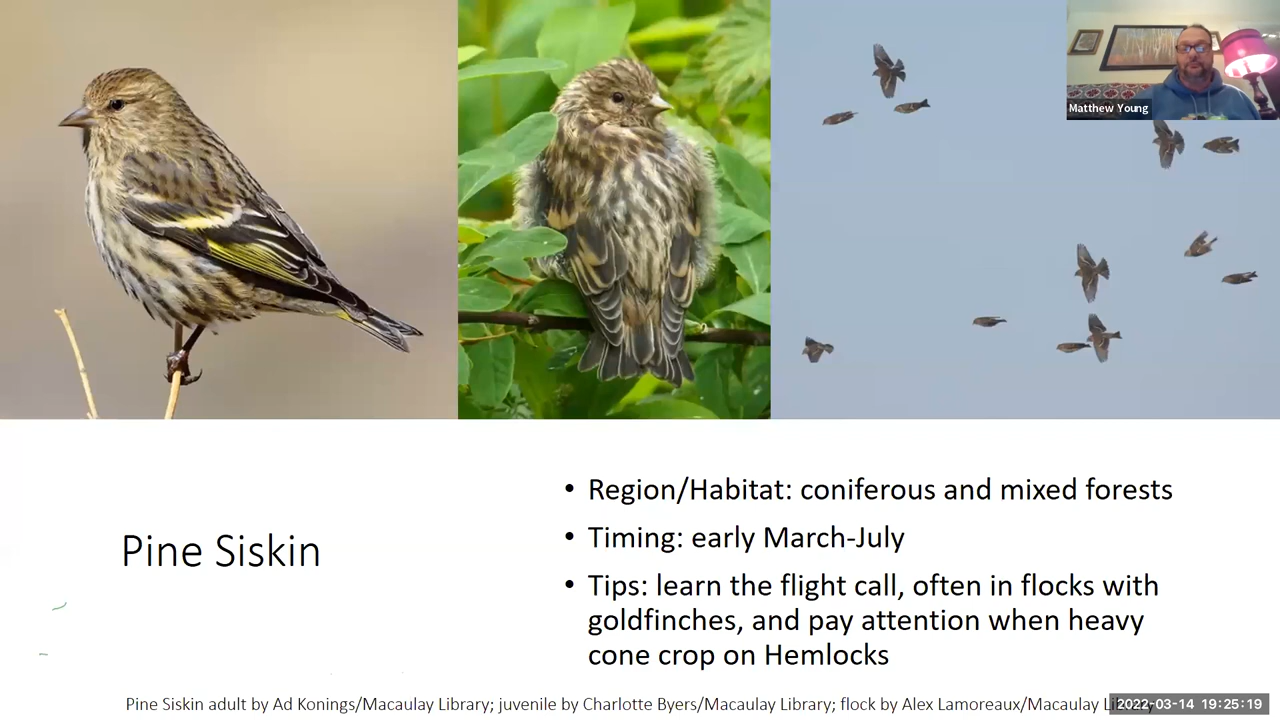 Matthew Young
Pine Siskin
• Region/Habitat: coniferous and mixed forests
• Timing: early March-July
• Tips: learn the flight call, often in flocks with
goldfinches, and pay attention when heavy
cone crop on Hemlocks
Pine Siskin adult by Ad Konings/Macaulay Library; juvenile by Charlotte Byers/Macaulay Library; flock by Alex Lamoreaux/Macaulay Library
2022-03-14 19:25:19